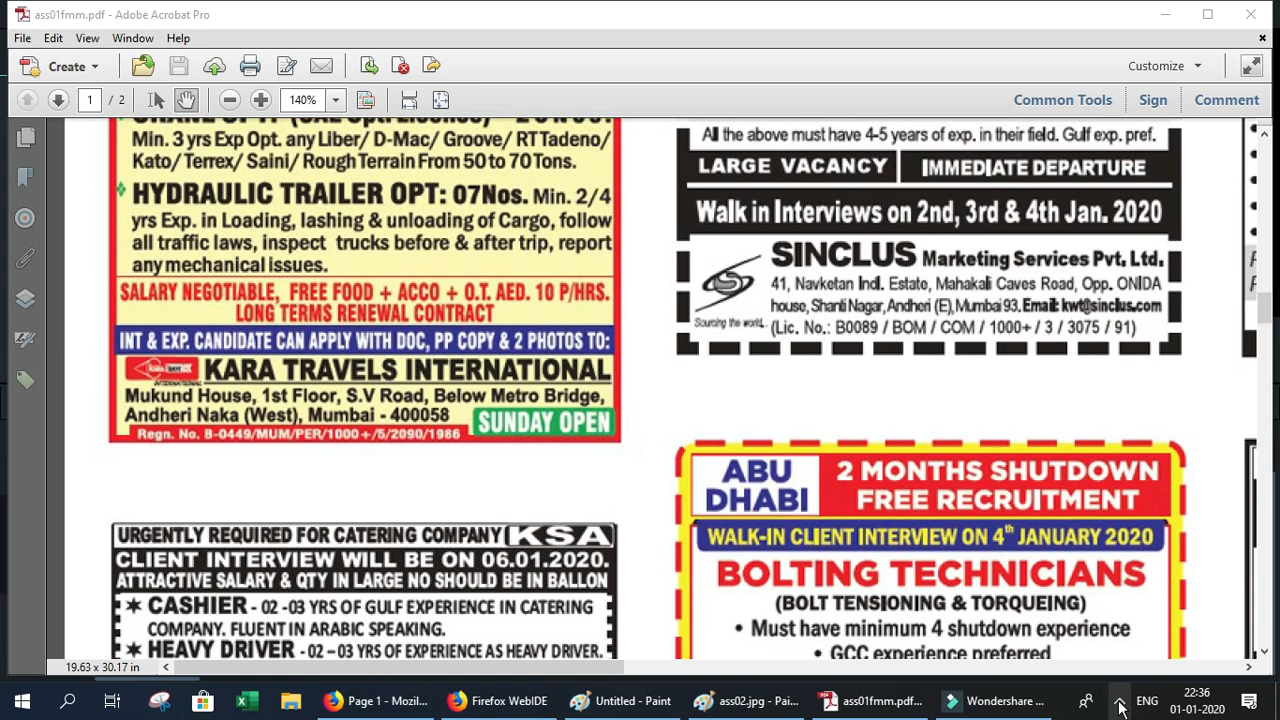 ass01fmm.pdf - Adobe Acrobat Pro
File Edit View Window Help
Create
Customize
1 / 2
140%
Common Tools Sign Comment
Min. 3 yrs Exp Opt. any Liber/ D-Mac/ Groove/ RT Tadeno/
Kato/ Terrex/ Saini/ Rough Terrain From 50 to 70 Tons.
HYDRAULIC TRAILER OPT: 07Nos. Min. 2/4
yrs Exp. in Loading, lashing & unloading of Cargo, follow
all traffic laws, inspect trucks before & after trip, report
any mechanical issues.
SALARY NEGOTIABLE, FREE FOOD + ACCO + O.T. AED. 10 P/HRS.
LONG TERMS RENEWAL CONTRACT
INT & EXP. CANDIDATE CAN APPLY WITH DOC, PP COPY & 2 PHOTOS TO:
KARA TRAVELS INTERNATIONAL
Mukund House, 1st Floor, S.V Road, Below Metro Bridge,
Andheri Naka (West), Mumbai - 400058
SUNDAY OPEN
Regn. No. B-0449/MUM/PER/1000+/5/2090/1986
URGENTLY REQUIRED FOR CATERING COMPANY KSA
CLIENT INTERVIEW WILL BE ON 06.01.2020.
ATTRACTIVE SALARY & QTY IN LARGE NO SHOULD BE IN BALLON
CASHIER - 02 -03 YRS OF GULF EXPERIENCE IN CATERING
COMPANY. FLUENT IN ARABIC SPEAKING.
HEAVY DRIVER - 02 – 03 YRS OF EXPERIENCE AS HEAVY DRIVER.
All the above must have 4-5 years of exp. in their field. Gulf exp. pref.
LARGE VACANCY IMMEDIATE DEPARTURE
Walk in Interviews on 2nd, 3rd & 4th Jan. 2020
SINCLUS Marketing Services Pvt. Ltd.
41, Navketan Indl. Estate, Mahakali Caves Road, Opp. ONIDA
house, Shanti Nagar, Andheri (E), Mumbai 93. Email: kwt@sinclus.com
Sourcing the world...
(Lic. No.: B0089 / BOM / COM / 1000+ / 3 / 3075 / 91)
ABU DHABI
2 MONTHS SHUTDOWN
FREE RECRUITMENT
WALK-IN CLIENT INTERVIEW ON 4th JANUARY 2020
BOLTING TECHNICIANS
(BOLT TENSIONING & TORQUEING)
• Must have minimum 4 shutdown experience
• GCC experience preferred
19.63 x 30.17 in
Page 1 - Mozil...
Firefox WebIDE
Untitled - Paint
ass02.jpg - Pai...
ass01fmm.pdf...
Wondershare ...
ENG
22:36
01-01-2020